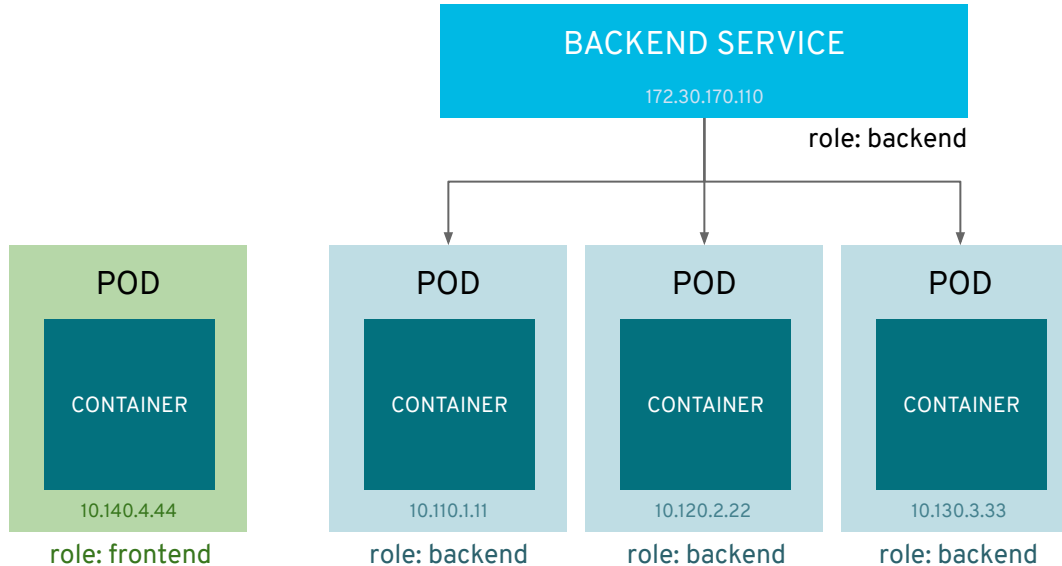 BACKEND SERVICE
172.30.170.110
role: backend
POD
CONTAINER
10.140.4.44
role: frontend
POD
CONTAINER
10.110.1.11
role: backend
POD
CONTAINER
10.120.2.22
role: backend
POD
CONTAINER
10.130.3.33
role: backend